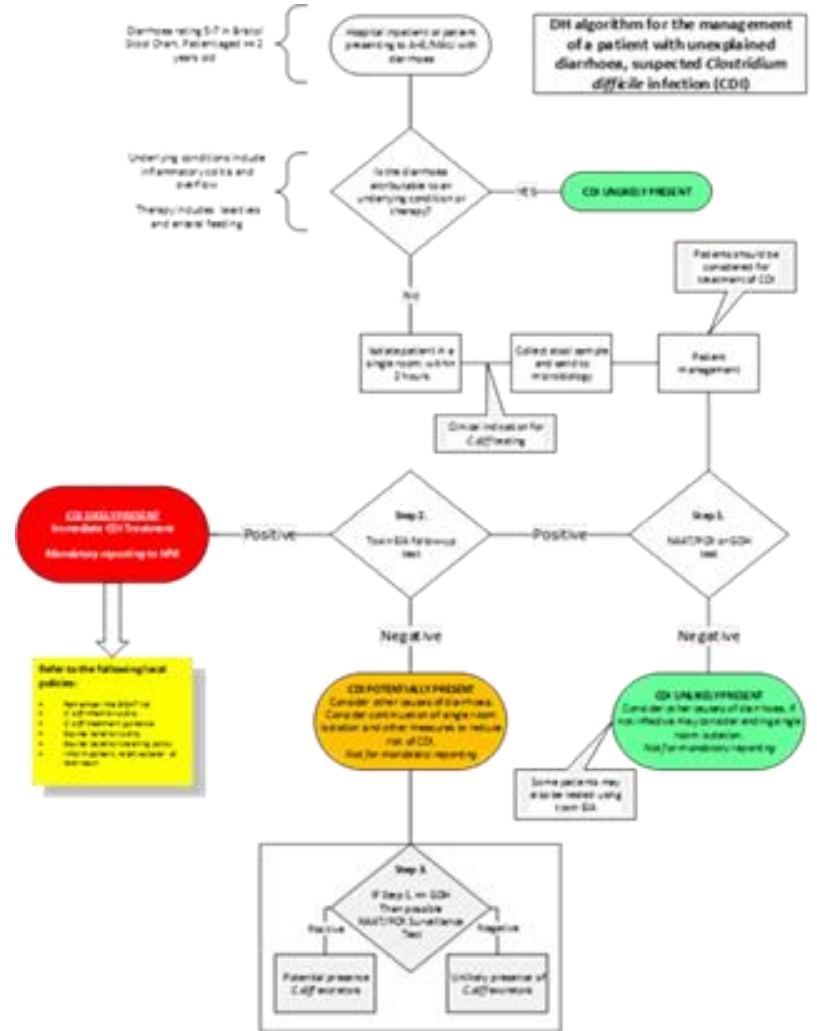 DH algorithm for the management
of a patient with unexplained
diarrhoea, suspected Clostridium
difficile infection (CDI)
Diarrhoea rating 5-7 in Bristol
Stool Chart. Patient aged >= 2
years old
Hospital inpatient or patient
presenting to with
diarrhoea
Underlying conditions include
inflammatory colitis and
overflow
Therapy includes laxatives
and enteral feeding
Is the diarrhoea
attributable to an
underlying condition or
therapy?
YES
CDI UNLIKELY PRESENT
No
Patients should be
considered for
treatment of CDI
Isolate patient in a
single room, within
2 hours
Collect stool sample
and send to
microbiology
Patient
management
Clinical indication for
C.diff testing
CDI LIKELY PRESENT
Immediate CDI Treatment
Mandatory reporting to HPA
Positive
Step 2.
Toxin EIA follow-up
test
Positive
Step 1.
NAAT/PCR or GDH
test
Negative
Negative
Refer to the following local
policies:
CDI POTENTIALLY PRESENT
Consider other causes of diarrhoea.
Consider continuation of single room
isolation and other measures to reduce
risk of CDI.
Not for mandatory reporting
CDI UNLIKELY PRESENT
Consider other causes of diarrhoea, if
not infective may consider ending single
room isolation.
Not for mandatory reporting
Some patients may
also be tested using
toxin EIA
Step 3.
If Step 1. == GDH
Then possible
NAAT/PCR Surveillance
Test
Positive
Negative
Potential presence
C.diff excretors
Unlikely presence of
C.diff excretors